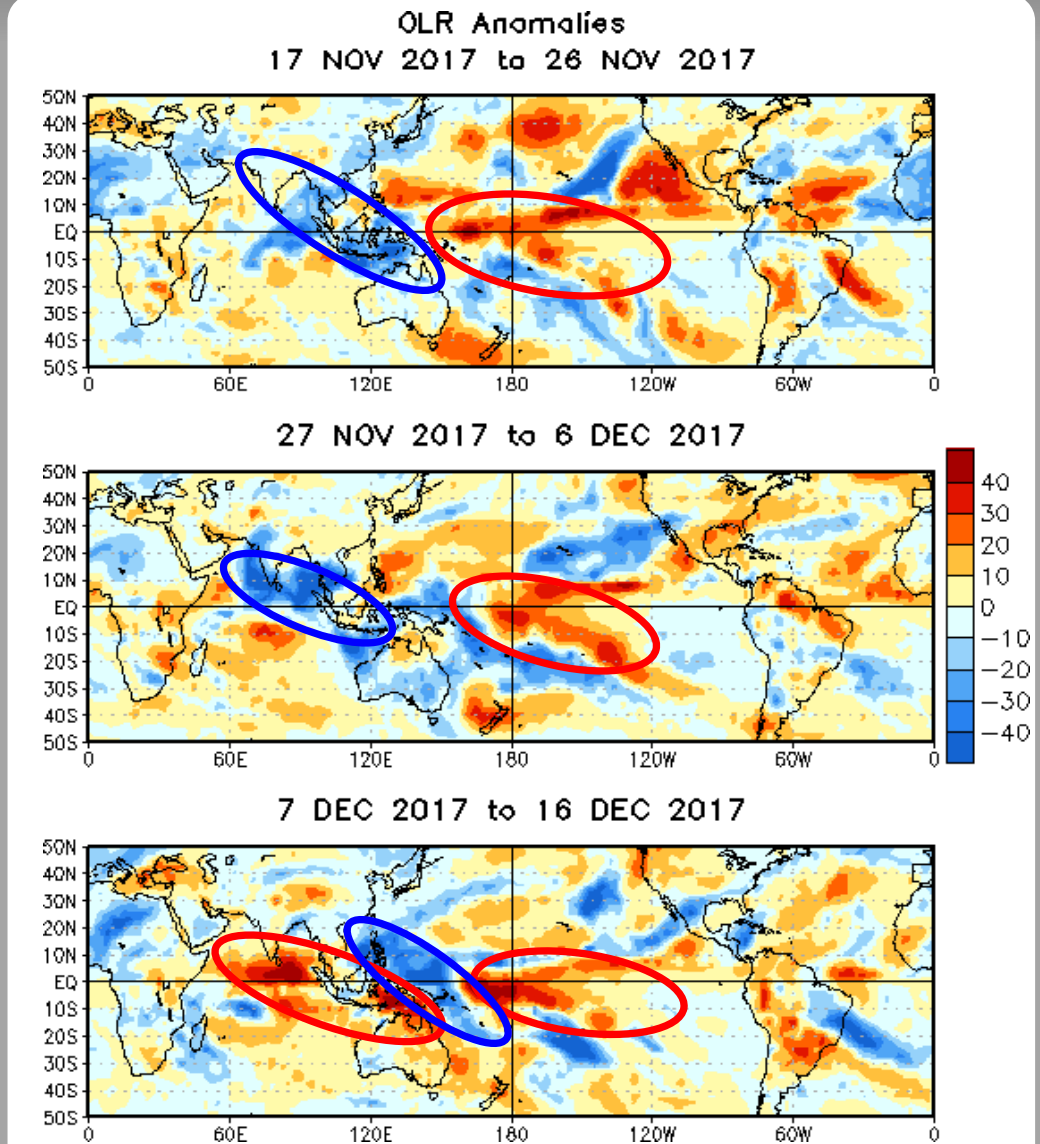 OLR Anomalies
17 NOV 2017 to 26 NOV 2017
50N
40N
30N
20N
10N
EQ
10S
20S
30S
40S
50S
0 60E 120E 180 120W 60W 0
27 NOV 2017 to 6 DEC 2017
50N
40N
30N
20N
10N
EQ
10S
20S
30S
40S
50S
0 60E 120E 180 120W 60W 0
40
30
20
10
0
−10
−20
−30
−40
7 DEC 2017 to 16 DEC 2017
50N
40N
30N
20N
10N
EQ
10S
20S
30S
40S
50S
0 60E 120E 180 120W 60W 0